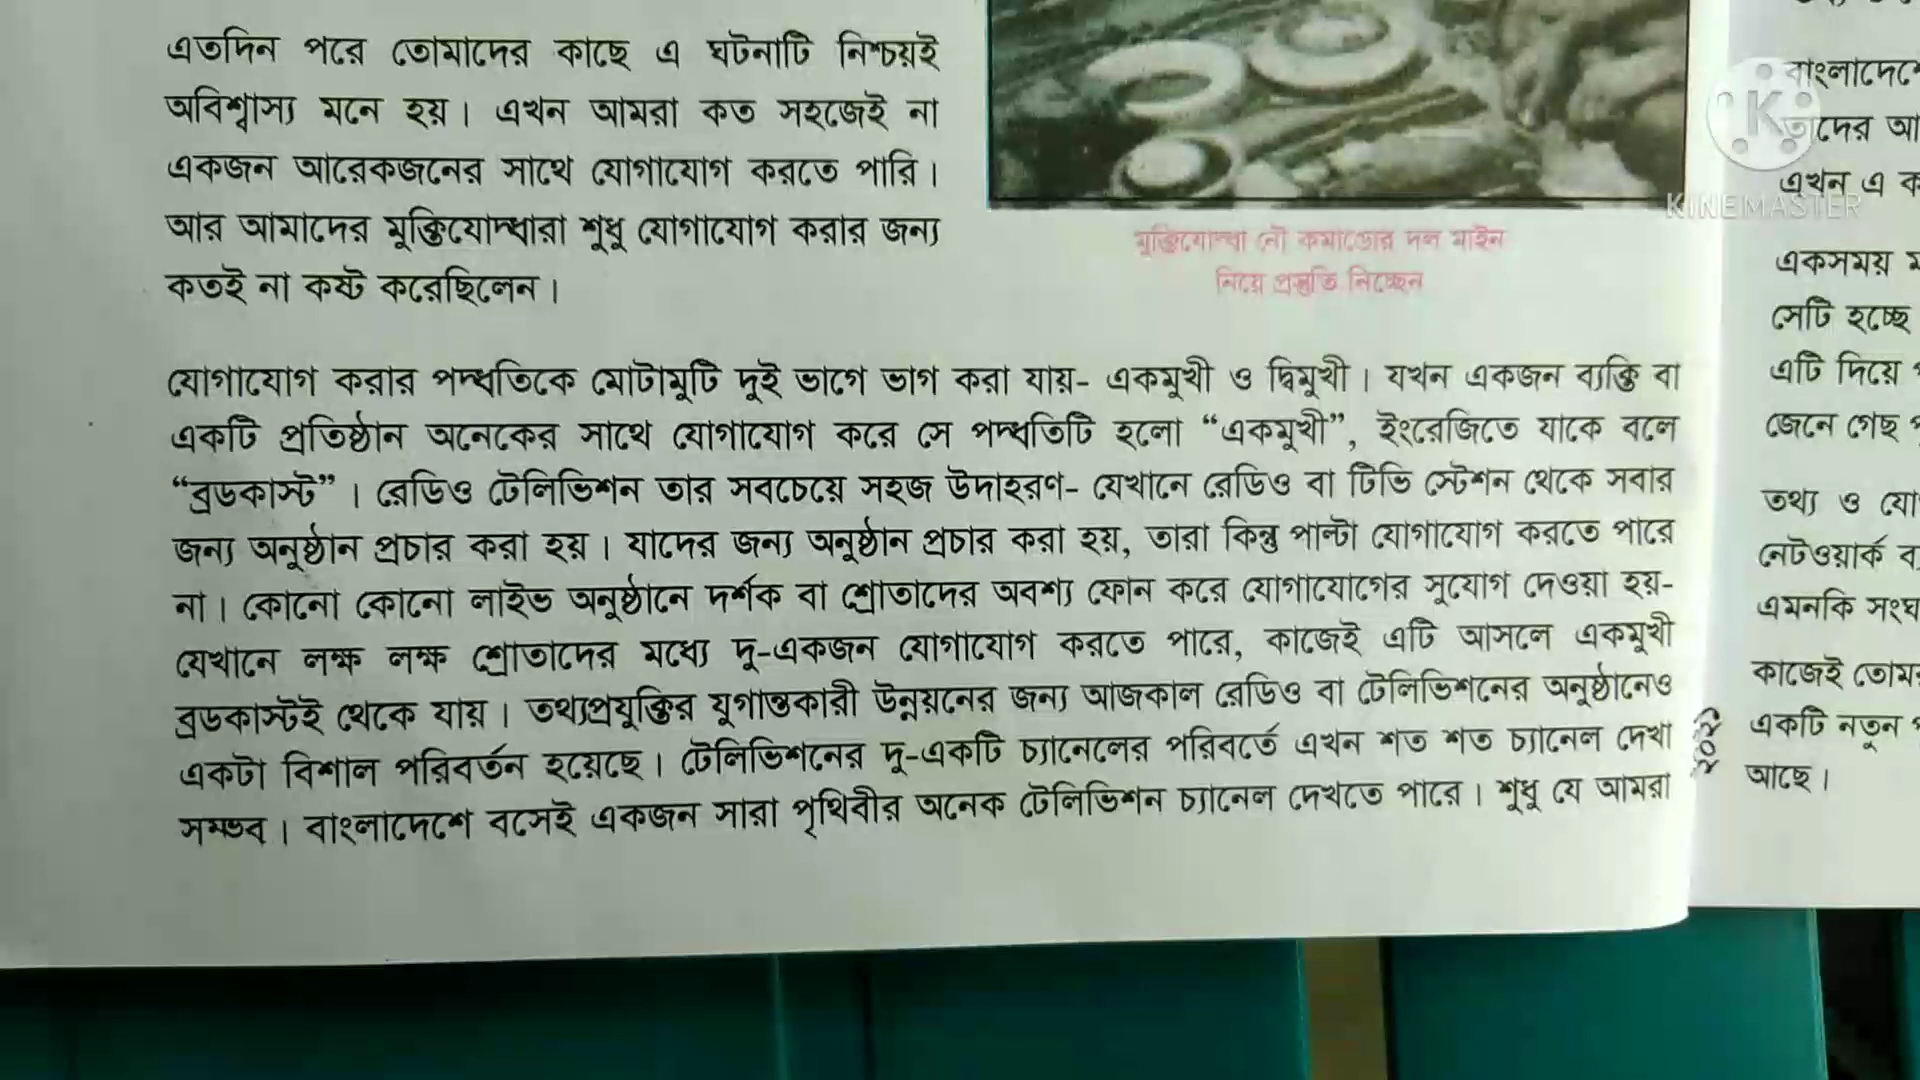 এতদিন পরে তোমাদের কাছে এ ঘটনাটি নিশ্চয়ই
অবিশ্বাস্য মনে হয়। এখন আমরা কত সহজেই না
একজন আরেকজনের সাথে যোগাযোগ করতে পারি।
আর আমাদের মুক্তিযোদ্ধারা শুধু যোগাযোগ করার জন্য
কতই না কষ্ট করেছিলেন।
মুক্তিযোদ্ধা নৌ কমান্ডোর দল মাইন
নিয়ে প্রস্তুতি নিচ্ছেন
যোগাযোগ করার পদ্ধতিকে মোটামুটি দুই ভাগে ভাগ করা যায়- একমুখী ও দ্বিমুখী। যখন একজন ব্যক্তি বা
একটি প্রতিষ্ঠান অনেকের সাথে যোগাযোগ করে সে পদ্ধতিটি হলো “একমুখী”, ইংরেজিতে যাকে বলে
“ব্রডকাস্ট”। রেডিও টেলিভিশন তার সবচেয়ে সহজ উদাহরণ- যেখানে রেডিও বা টিভি স্টেশন থেকে সবার
জন্য অনুষ্ঠান প্রচার করা হয়। যাদের জন্য অনুষ্ঠান প্রচার করা হয়, তারা কিন্তু পাল্টা যোগাযোগ করতে পারে
না। কোনো কোনো লাইভ অনুষ্ঠানে দর্শক বা শ্রোতাদের অবশ্য ফোন করে যোগাযোগের সুযোগ দেওয়া হয়-
যেখানে লক্ষ লক্ষ শ্রোতাদের মধ্যে দু-একজন যোগাযোগ করতে পারে, কাজেই এটি আসলে একমুখী
ব্রডকাস্টই থেকে যায়। তথ্যপ্রযুক্তির যুগান্তকারী উন্নয়নের জন্য আজকাল রেডিও বা টেলিভিশনের অনুষ্ঠানেও
একটা বিশাল পরিবর্তন হয়েছে। টেলিভিশনের দু-একটি চ্যানেলের পরিবর্তে এখন শত শত চ্যানেল দেখা
সম্ভব। বাংলাদেশে বসেই একজন সারা পৃথিবীর অনেক টেলিভিশন চ্যানেল দেখতে পারে। শুধু যে আমরা
KINEMASTER
এখন এ
একসময়
সেটি হচ্ছে
এটি দিয়ে
জেনে গেছ
তথ্য ও
নেটওয়ার্ক
এমনকি
কাজেই
একটি নতুন
আছে।